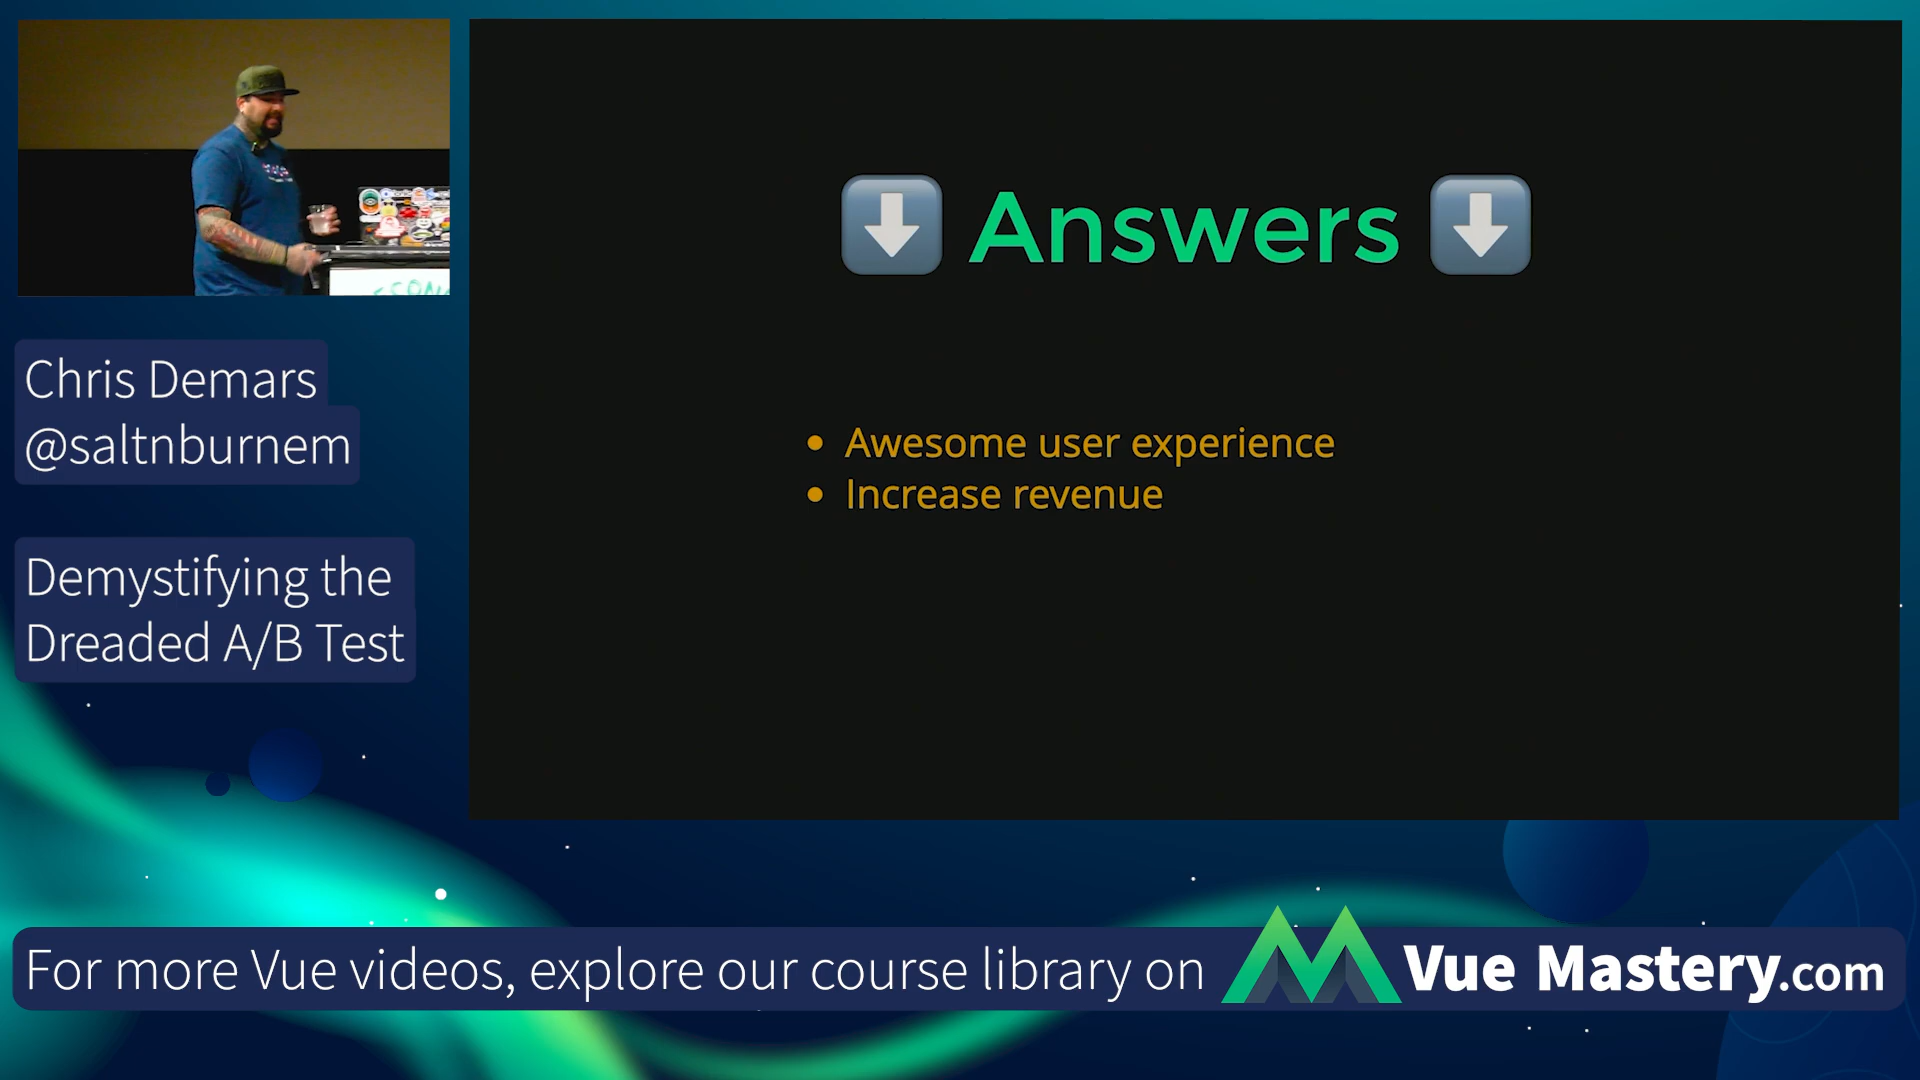 Answers
Awesome user experience
Increase revenue
Chris Demars
@saltnburnem
Demystifying the
Dreaded A/B Test
For more Vue videos, explore our course library on Vue Mastery.com